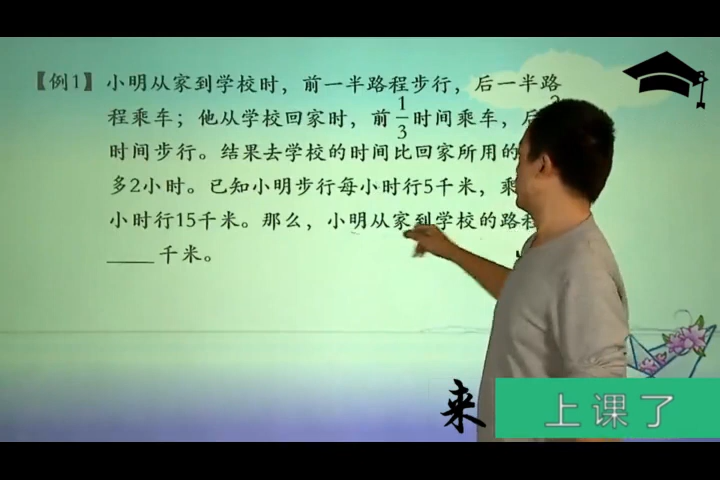 【例1】小明从家到学校时，前一半路程步行，后一半路
程乘车；他从学校回家时，前1/3时间乘车，后
时间步行。结果去学校的时间比回家所用的
多2小时。已知小明步行每小时行5千米，乘
小时行15千米。那么，小明从家到学校的路程
____千米。
来 上课了